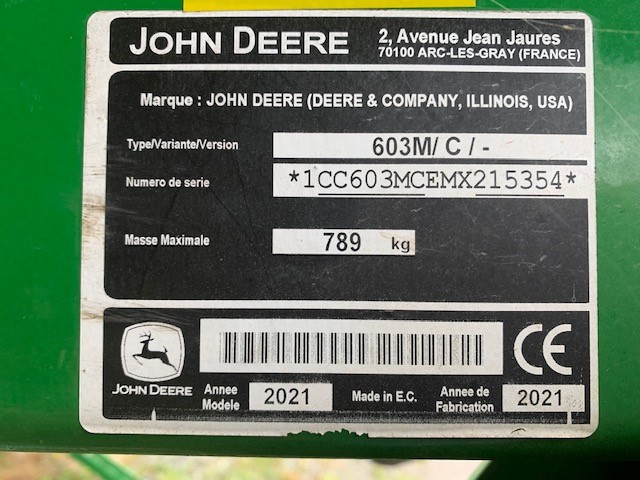 JOHN DEERE 2, Avenue Jean Jaures
70100 ARC-LES-GRAY (FRANCE)
Marque : JOHN DEERE (DEERE & COMPANY, ILLINOIS, USA)
Type/Variante/Version 603M/ C / -
Numero de serie *1CC603MCEMX215354*
Masse Maximale 789 kg
JOHN DEERE
CE
Annee Modele 2021 Made in E.C. Annee de Fabrication 2021